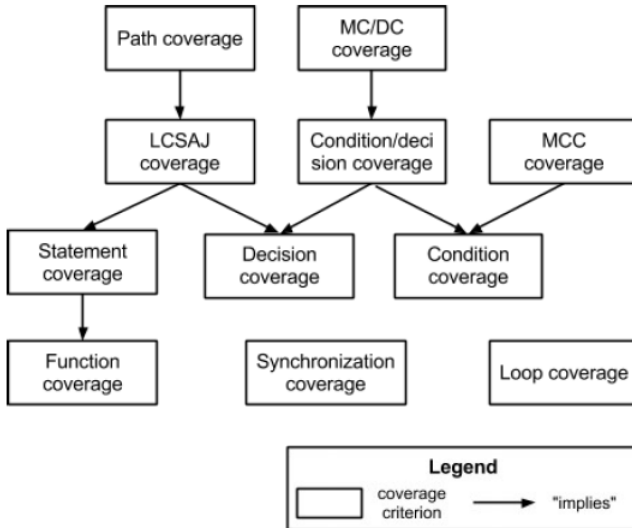 Path coverage
MC/DC
coverage
LCSAJ
coverage
Condition/deci
sion coverage
MCC
coverage
Statement
coverage
Decision
coverage
Condition
coverage
Function
coverage
Synchronization
coverage
Loop coverage
Legend
coverage
criterion
"implies"